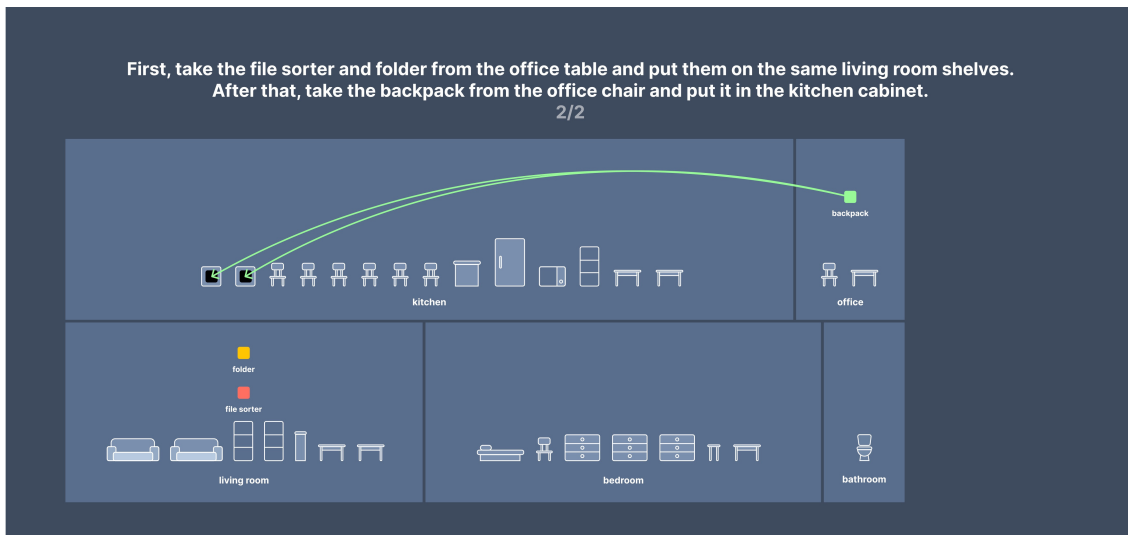 First, take the file sorter and folder from the office table and put them on the same living room shelves.
After that, take the backpack from the office chair and put it in the kitchen cabinet.
2/2
backpack
kitchen
office
folder
file sorter
living room
bedroom
bathroom